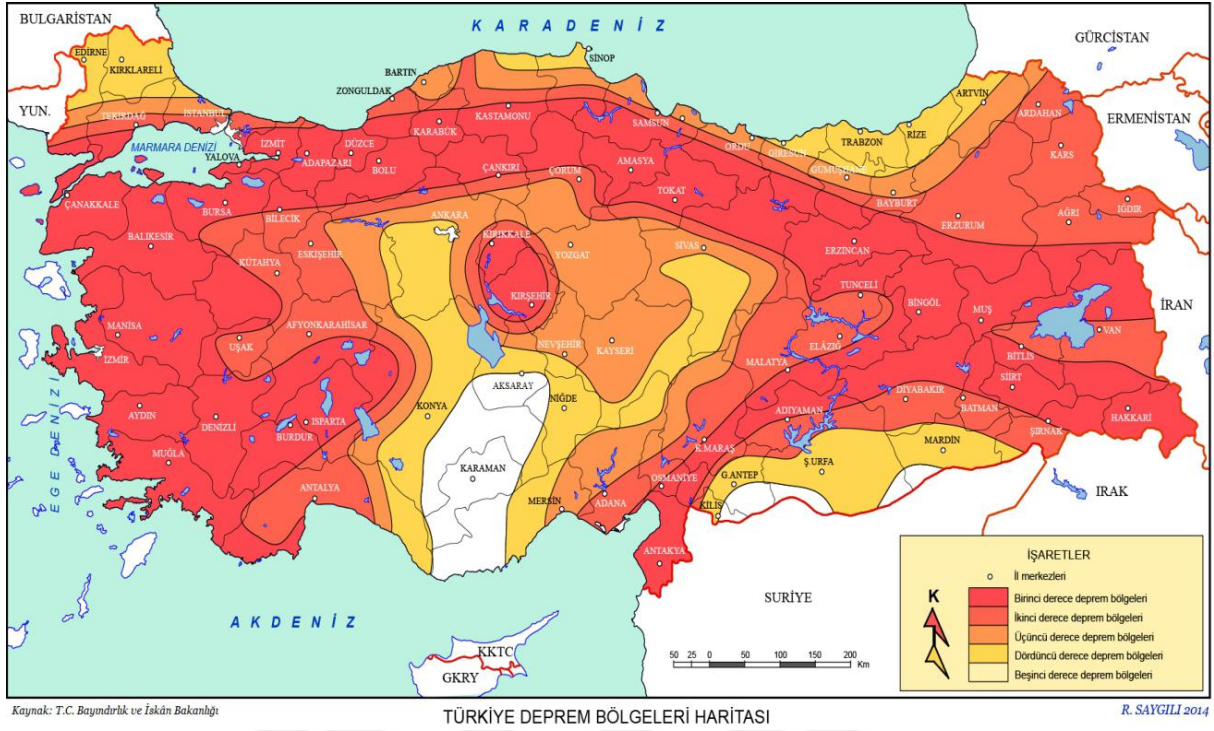 BULGARİSTAN
K A R A D E N İ Z
GÜRCİSTAN
EDİRNE
KIRKLARELİ
SİNOP
BARTIN
ZONGULDAK
ARTVİN
YUN.
TEKİRDAĞ
İSTANBUL
KASTAMONU
SAMSUN
RİZE
ARDAHAN
ERMENİSTAN
KARABÜK
ORDU
TRABZON
GİRESUN
MARMARA DENİZİ
YALOVA
İZMİT
ADAPAZARI
DÜZCE
BOLU
ÇANKIRI
ÇORUM
AMASYA
GÜMÜŞHANE
KARS
TOKAT
BAYBURT
ÇANAKKALE
BURSA
BİLECİK
ANKARA
ERZURUM
AĞRI
IĞDIR
BALIKESİR
ESKİŞEHİR
KIRIKKALE
YOZGAT
SİVAS
ERZİNCAN
KÜTAHYA
TUNCELİ
BİNGÖL
MUŞ
İRAN
KIRŞEHİR
MANİSA
UŞAK
AFYONKARAHİSAR
NEVŞEHİR
KAYSERİ
ELÂZIĞ
VAN
İZMİR
BİTLİS
MALATYA
AKSARAY
SİİRT
EGE DENİZİ
AYDIN
DENİZLİ
ISPARTA
BURDUR
KONYA
NİĞDE
DİYABAKIR
BATMAN
ADIYAMAN
HAKKARİ
ŞIRNAK
MUĞLA
K.MARAŞ
MARDİN
KARAMAN
G.ANTEP
Ş.URFA
ANTALYA
MERSİN
ADANA
OSMANİYE
KİLİS
IRAK
ANTAKYA
SURİYE
A K D E N İ Z
KKTC
GKRY
50 25 0 50 100 150 200
Km
İŞARETLER
İl merkezleri
K
Birinci derece deprem bölgeleri
İkinci derece deprem bölgeleri
Üçüncü derece deprem bölgeleri
Dördüncü derece deprem bölgeleri
Beşinci derece deprem bölgeleri
Kaynak: T.C. Bayındırlık ve İskân Bakanlığı
TÜRKİYE DEPREM BÖLGELERİ HARİTASI
R. SAYGILI 2014